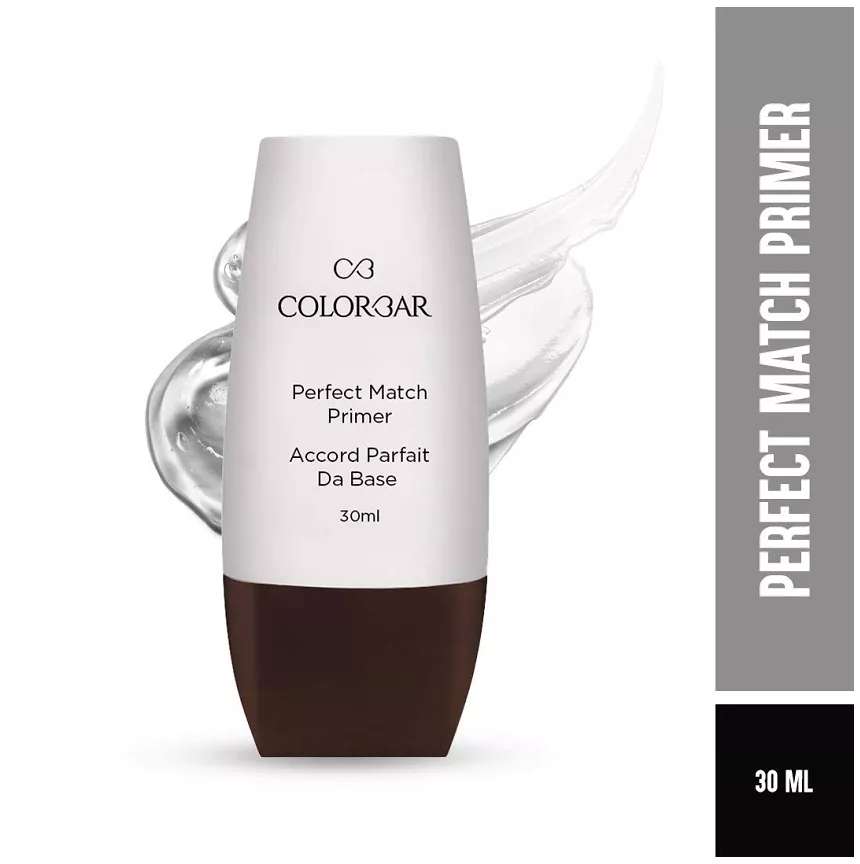 CB
COLORBAR
Perfect Match
Primer
Accord Parfait
Da Base
30ml
PERFECT MATCH PRIMER
30 ML